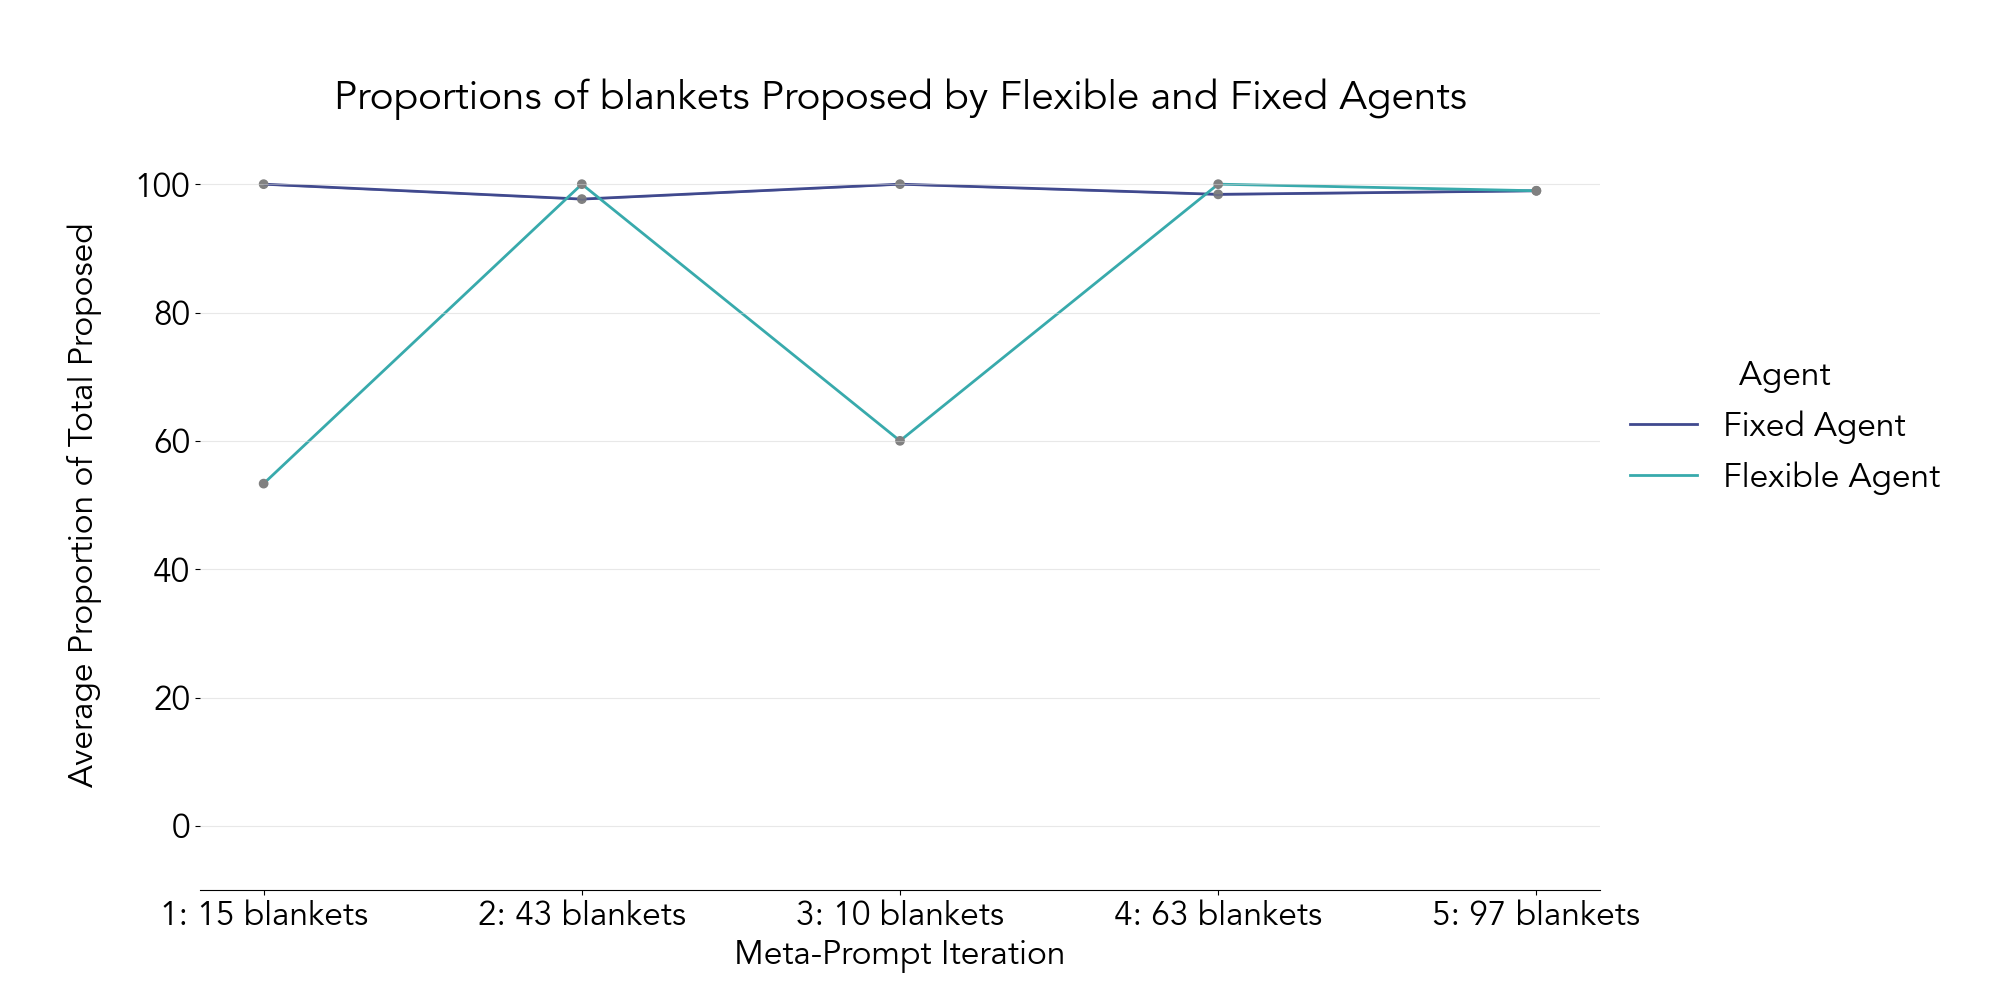 Proportions of blankets Proposed by Flexible and Fixed Agents
Average Proportion of Total Proposed
100
80
60
40
20
0
1: 15 blankets
2: 43 blankets
3: 10 blankets
4: 63 blankets
5: 97 blankets
Meta-Prompt Iteration
Agent
Fixed Agent
Flexible Agent